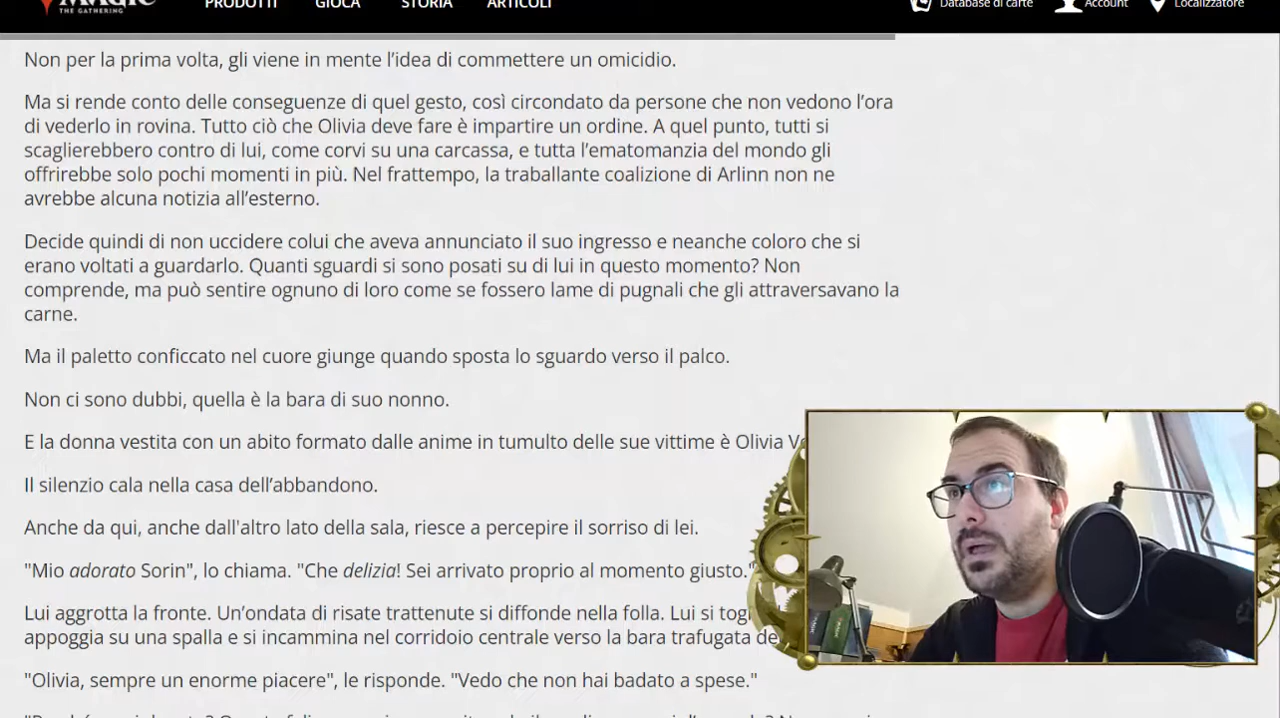 MAGIC
THE GATHERING
PRODOTTI GIOCA STORIA ARTICOLI Database di carte Account Localizzatore
Non per la prima volta, gli viene in mente l’idea di commettere un omicidio.
Ma si rende conto delle conseguenze di quel gesto, così circondato da persone che non vedono l’ora
di vederlo in rovina. Tutto ciò che Olivia deve fare è impartire un ordine. A quel punto, tutti si
scaglierebbero contro di lui, come corvi su una carcassa, e tutta l’ematomanzia del mondo gli
offrirebbe solo pochi momenti in più. Nel frattempo, la traballante coalizione di Arlinn non ne
avrebbe alcuna notizia all’esterno.
Decide quindi di non uccidere colui che aveva annunciato il suo ingresso e neanche coloro che si
erano voltati a guardarlo. Quanti sguardi si sono posati su di lui in questo momento? Non
comprende, ma può sentire ognuno di loro come se fossero lame di pugnali che gli attraversavano la
carne.
Ma il paletto conficcato nel cuore giunge quando sposta lo sguardo verso il palco.
Non ci sono dubbi, quella è la bara di suo nonno.
E la donna vestita con un abito formato dalle anime in tumulto delle sue vittime è Olivia
Il silenzio cala nella casa dell’abbandono.
Anche da qui, anche dall'altro lato della sala, riesce a percepire il sorriso di lei.
"Mio adorato Sorin", lo chiama. "Che delizia! Sei arrivato proprio al momento giusto."
Lui aggrotta la fronte. Un’ondata di risate trattenute si diffonde nella folla. Lui si
appoggia su una spalla e si incammina nel corridoio centrale verso la bara trafugata
"Olivia, sempre un enorme piacere", le risponde. "Vedo che non hai badato a spese."